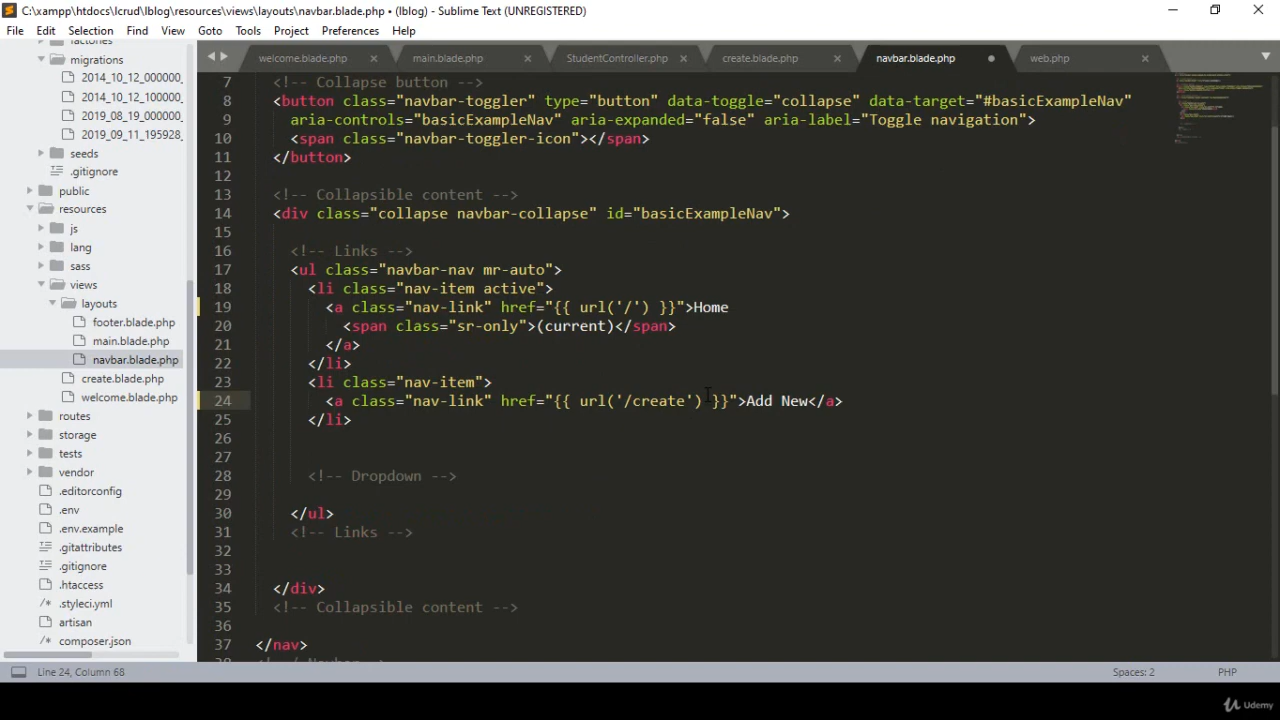 C:\xampp\htdocs\lcrud\lblog\resources\views\layouts\navbar.blade.php • (lblog) - Sublime Text (UNREGISTERED)
File Edit Selection Find View Goto Tools Project Preferences Help
welcome.blade.php main.blade.php StudentController.php create.blade.php navbar.blade.php web.php
factories
migrations
2014_10_12_000000_
2014_10_12_100000_
2019_08_19_000000_
2019_09_11_195928_
seeds
.gitignore
public
resources
js
lang
sass
views
layouts
footer.blade.php
main.blade.php
navbar.blade.php
create.blade.php
welcome.blade.php
routes
storage
tests
vendor
.editorconfig
.env
.env.example
.gitattributes
.gitignore
.htaccess
.styleci.yml
artisan
composer.json
7 <!-- Collapse button -->
8 <button class="navbar-toggler" type="button" data-toggle="collapse" data-target="#basicExampleNav"
9 aria-controls="basicExampleNav" aria-expanded="false" aria-label="Toggle navigation">
10 <span class="navbar-toggler-icon"></span>
11 </button>
12
13 <!-- Collapsible content -->
14 <div class="collapse navbar-collapse" id="basicExampleNav">
15
16 <!-- Links -->
17 <ul class="navbar-nav mr-auto">
18 <li class="nav-item active">
19 <a class="nav-link" href="{{ url('/') }}">Home
20 <span class="sr-only">(current)</span>
21 </a>
22 </li>
23 <li class="nav-item">
24 <a class="nav-link" href="{{ url('/create') }}">Add New</a>
25 </li>
26
27
28 <!-- Dropdown -->
29
30 </ul>
31 <!-- Links -->
32
33
34 </div>
35 <!-- Collapsible content -->
36
37 </nav>
38 <!--/.Navbar-->
Line 24, Column 68 Spaces: 2 PHP
Udemy